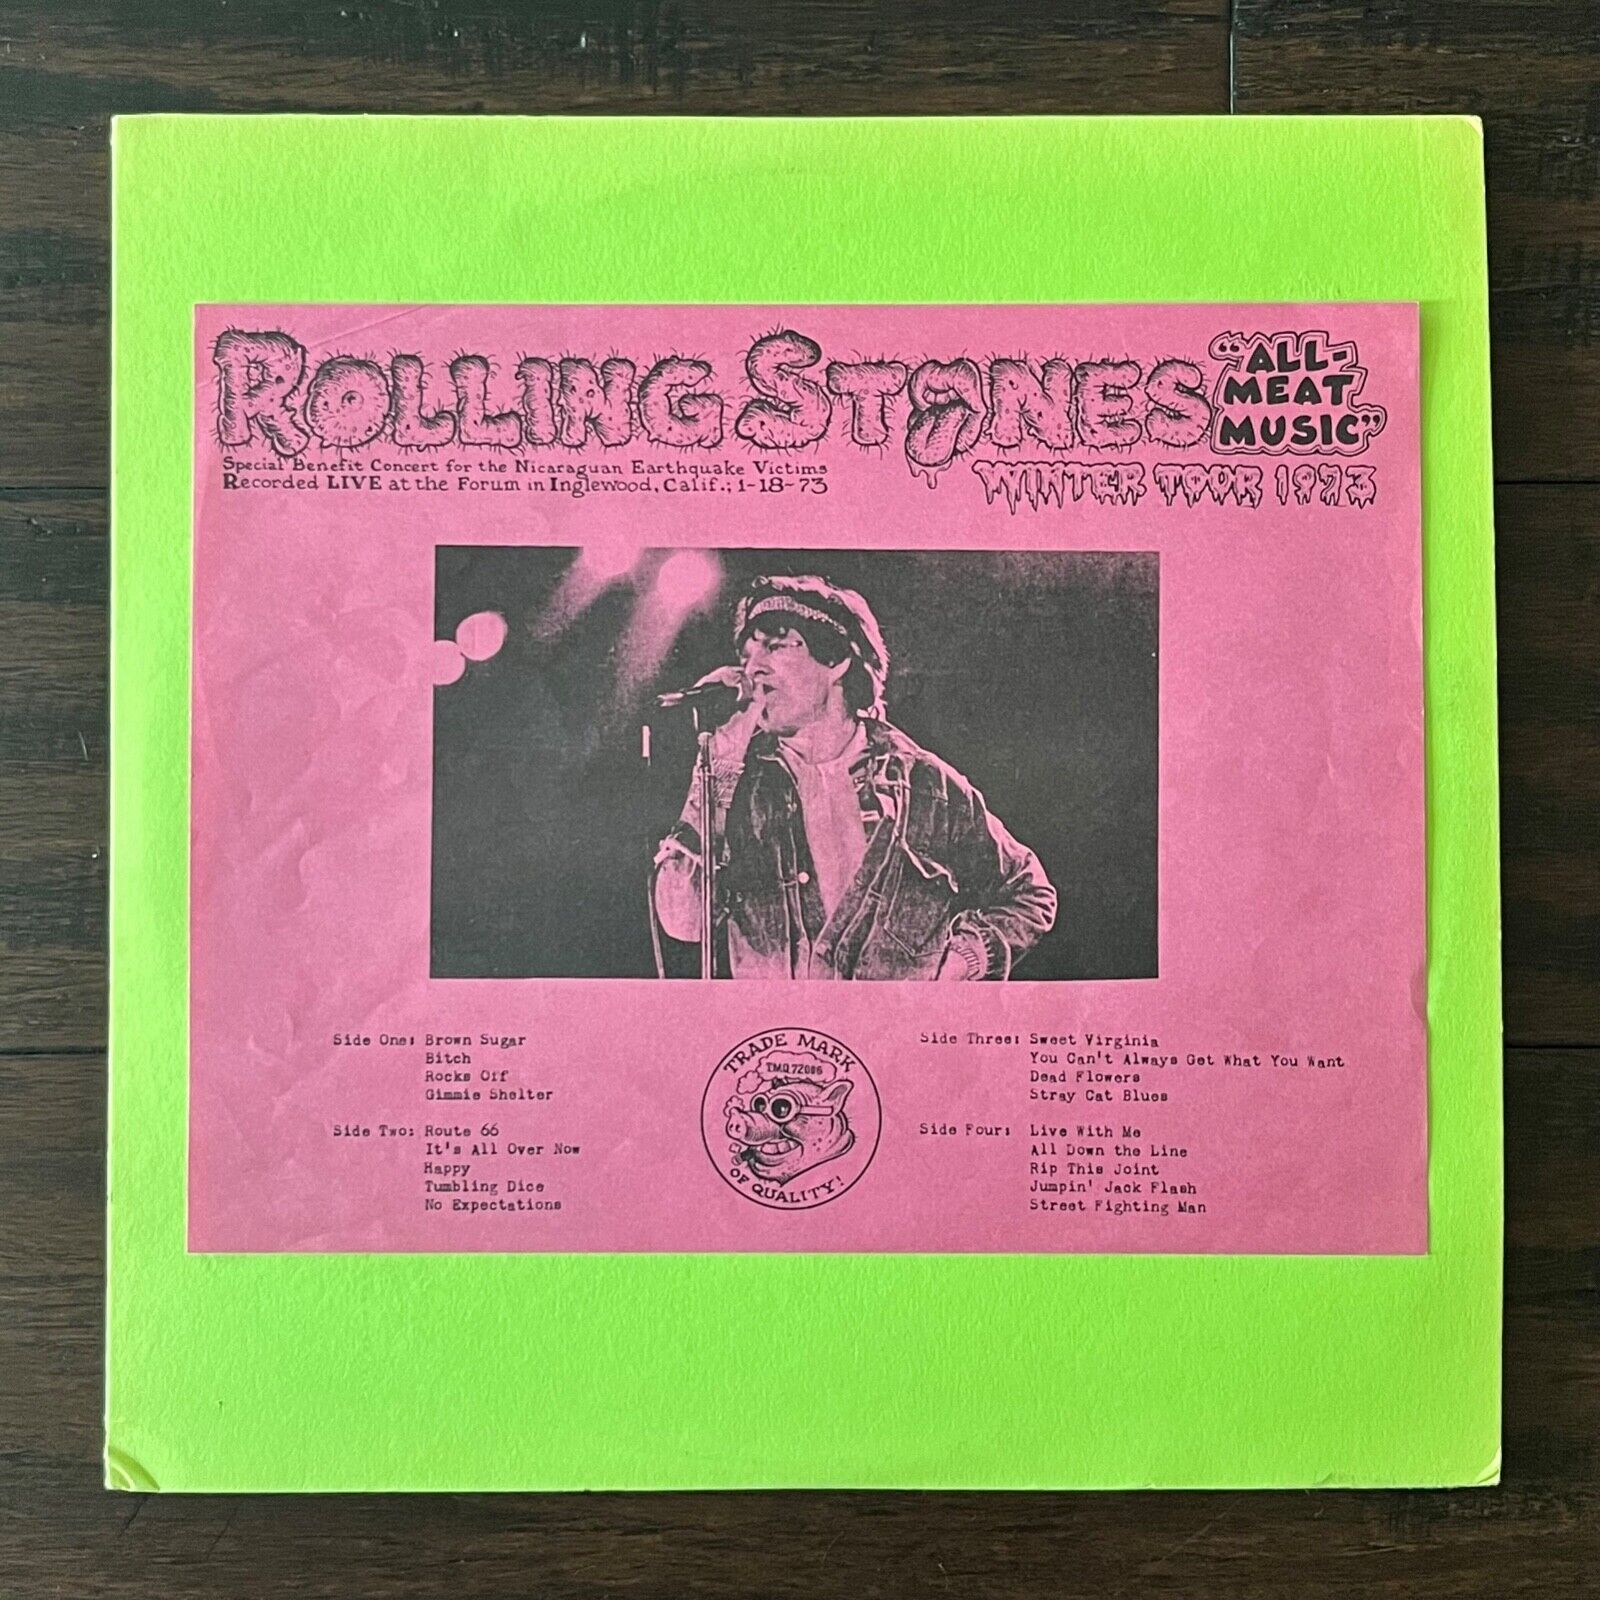 ROLLING STONES
"ALL-
MEAT
MUSIC"
Special Benefit Concert for the Nicaraguan Earthquake Victims
Recorded LIVE at the Forum in Inglewood, Calif.; 1-18-73
WINTER TOUR 1973
Side One: Brown Sugar
Bitch
Rocks Off
Gimmie Shelter
Side Two: Route 66
It's All Over Now
Happy
Tumbling Dice
No Expectations
TRADE MARK
TMQ 72006
OF QUALITY!
Side Three: Sweet Virginia
You Can't Always Get What You Want
Dead Flowers
Stray Cat Blues
Side Four: Live With Me
All Down the Line
Rip This Joint
Jumpin' Jack Flash
Street Fighting Man